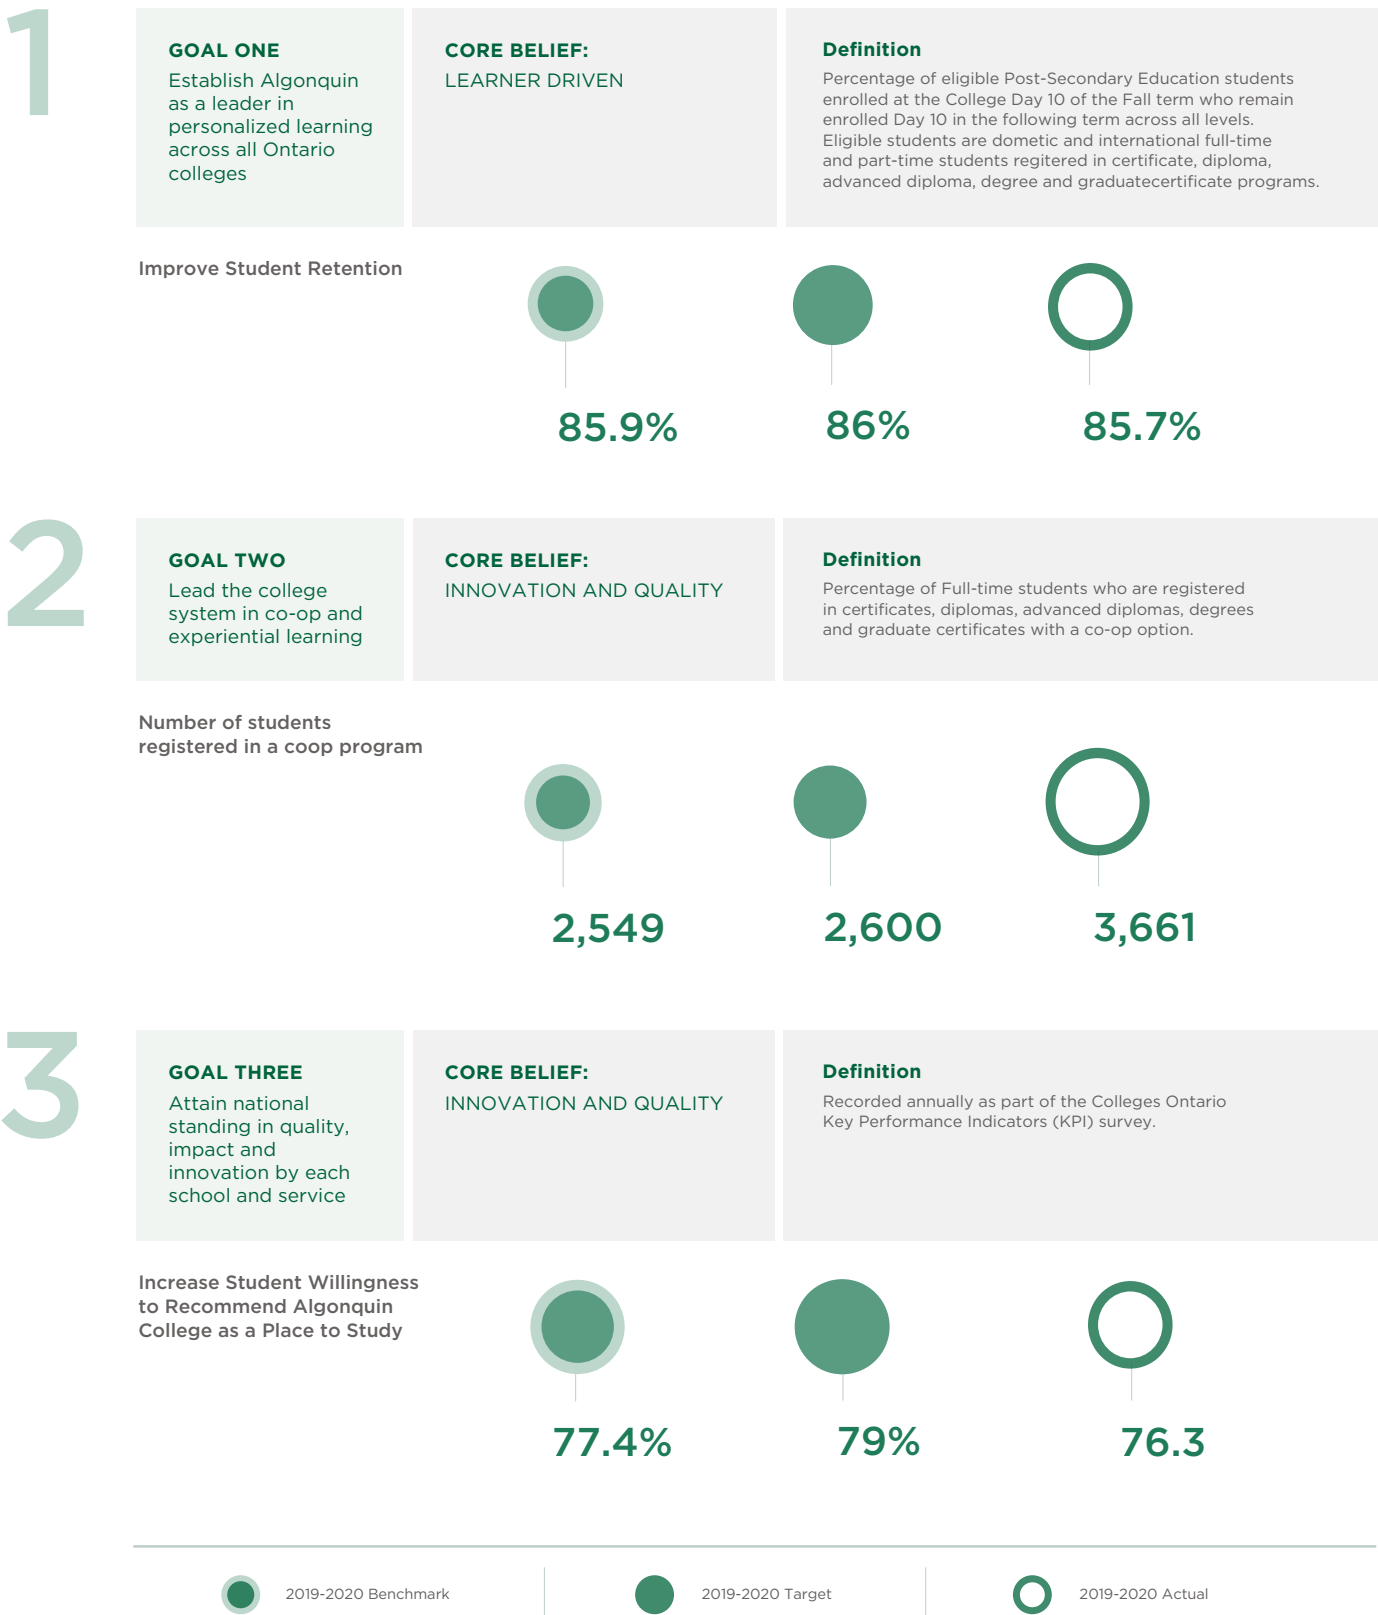 1
GOAL ONE
Establish Algonquin
as a leader in
personalized learning
across all Ontario
colleges
CORE BELIEF:
LEARNER DRIVEN
Definition
Percentage of eligible Post-Secondary Education students
enrolled at the College Day 10 of the Fall term who remain
enrolled Day 10 in the following term across all levels.
Eligible students are dometic and international full-time
and part-time students regitered in certificate, diploma,
advanced diploma, degree and graduatecertificate programs.
Improve Student Retention
85.9%
86%
85.7%
2
GOAL TWO
Lead the college
system in co-op and
experiential learning
CORE BELIEF:
INNOVATION AND QUALITY
Definition
Percentage of Full-time students who are registered
in certificates, diplomas, advanced diplomas, degrees
and graduate certificates with a co-op option.
Number of students
registered in a coop program
2,549
2,600
3,661
3
GOAL THREE
Attain national
standing in quality,
impact and
innovation by each
school and service
CORE BELIEF:
INNOVATION AND QUALITY
Definition
Recorded annually as part of the Colleges Ontario
Key Performance Indicators (KPI) survey.
Increase Student Willingness
to Recommend Algonquin
College as a Place to Study
77.4%
79%
76.3
2019-2020 Benchmark
2019-2020 Target
2019-2020 Actual